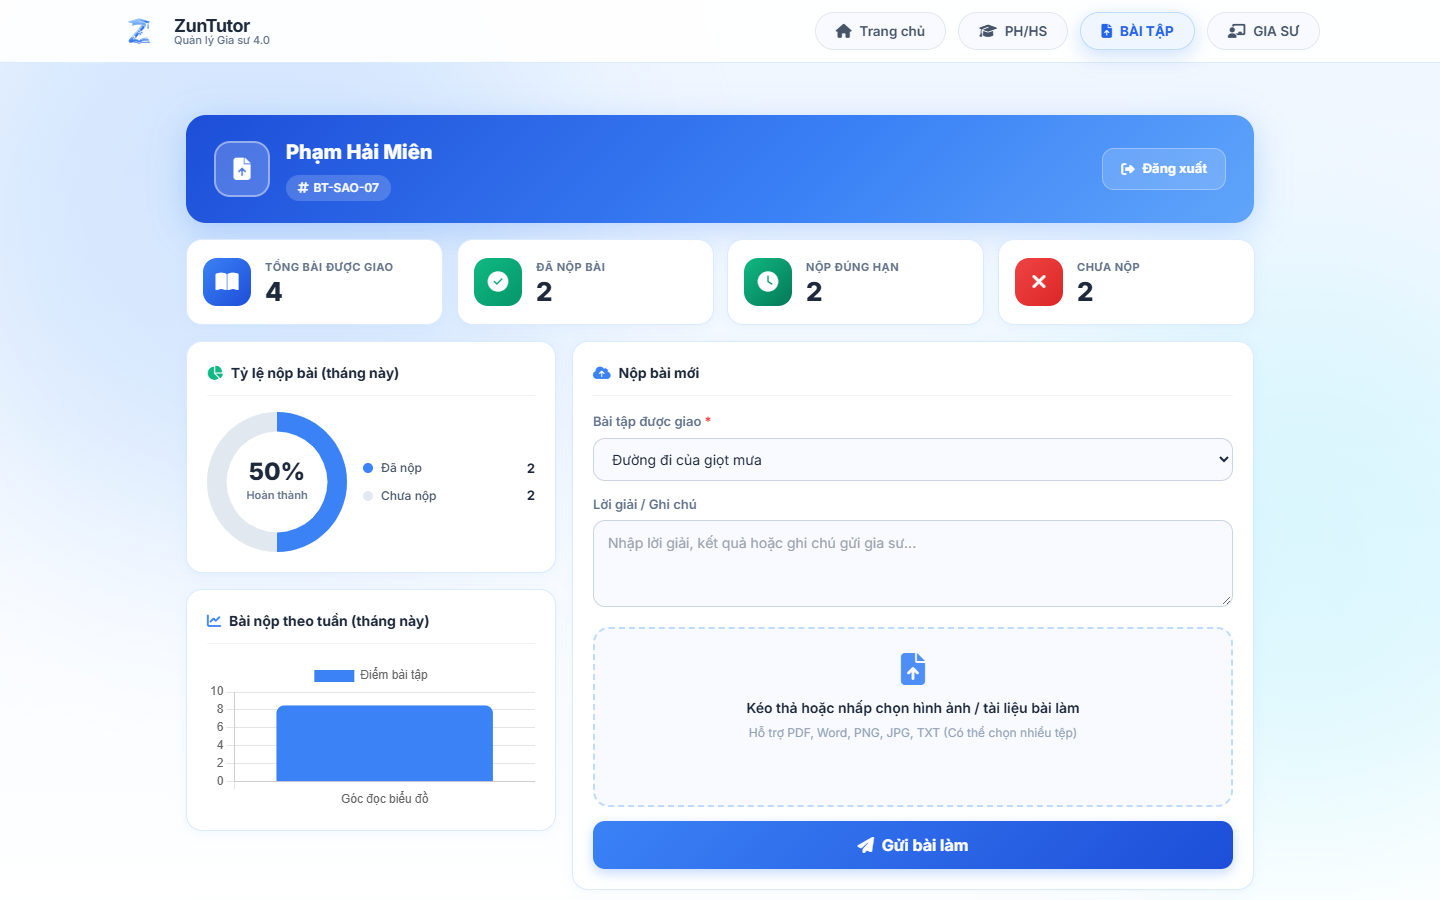 ZunTutor
Quản lý Gia sư 4.0
Trang chủ
PH/HS
BÀI TẬP
GIA SƯ
Phạm Hải Miên
# BT-SAO-07
Đăng xuất
TỔNG BÀI ĐƯỢC GIAO
4
ĐÃ NỘP BÀI
2
NỘP ĐÚNG HẠN
2
CHƯA NỘP
2
Tỷ lệ nộp bài (tháng này)
50%
Hoàn thành
Đã nộp 2
Chưa nộp 2
Bài nộp theo tuần (tháng này)
Điểm bài tập
10
8
6
4
2
0
Góc đọc biểu đồ
Nộp bài mới
Bài tập được giao *
Đường đi của giọt mưa
Lời giải / Ghi chú
Nhập lời giải, kết quả hoặc ghi chú gửi gia sư...
Kéo thả hoặc nhấp chọn hình ảnh / tài liệu bài làm
Hỗ trợ PDF, Word, PNG, JPG, TXT (Có thể chọn nhiều tệp)
Gửi bài làm